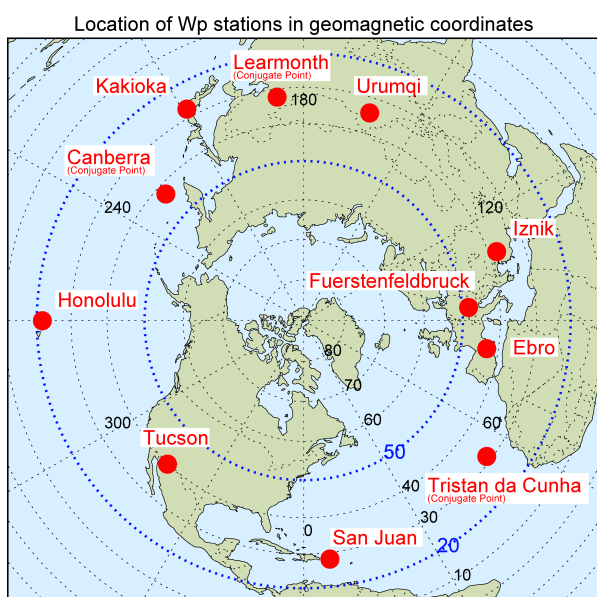 Location of Wp stations in geomagnetic coordinates
Learmonth
(Conjugate Point)
Kakioka
Urumqi
180
Canberra
(Conjugate Point)
240
120
Iznik
Fuerstenfeldbruck
Honolulu
80
Ebro
70
300
60
60
Tucson
50
40
Tristan da Cunha
(Conjugate Point)
30
0
San Juan
20
10